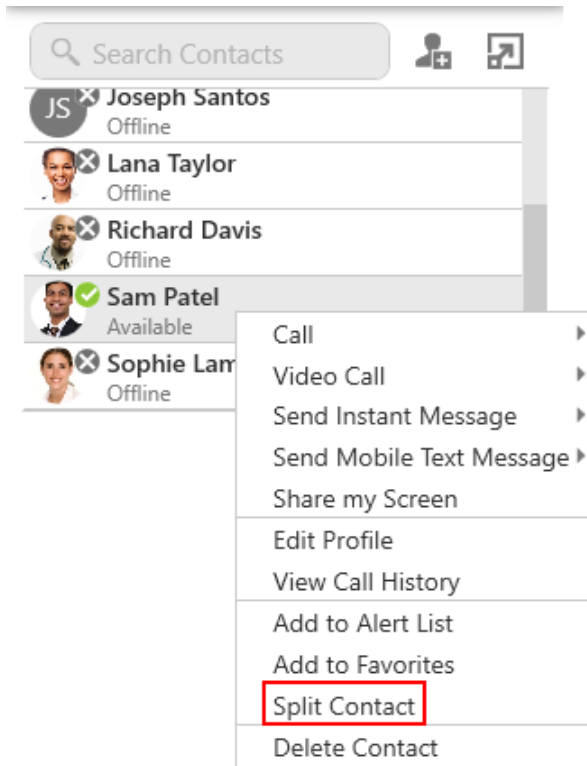 Search Contacts
JS
Joseph Santos
Offline
Lana Taylor
Offline
Richard Davis
Offline
Sam Patel
Available
Sophie Lam
Offline
Call
Video Call
Send Instant Message
Send Mobile Text Message
Share my Screen
Edit Profile
View Call History
Add to Alert List
Add to Favorites
Split Contact
Delete Contact